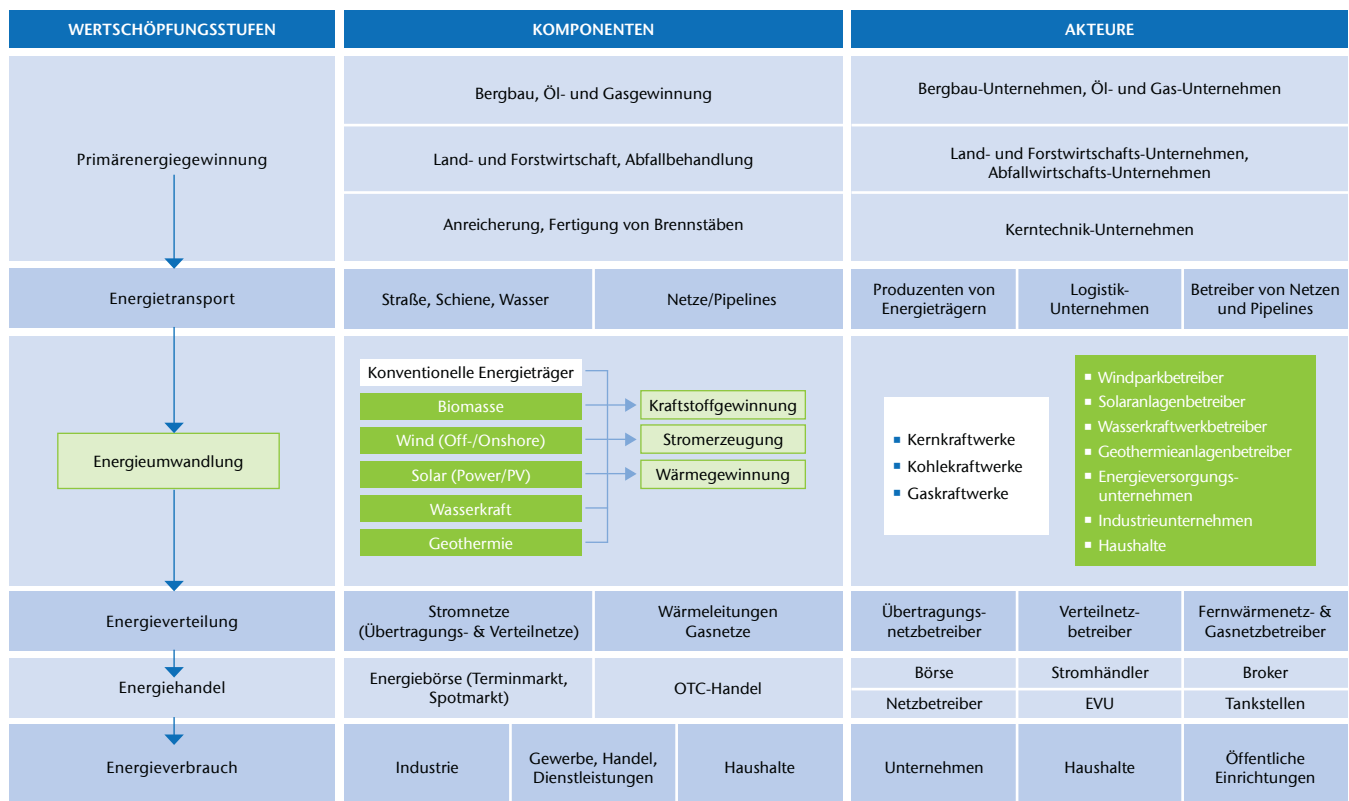 WERTSCHÖPFUNGSSTUFEN
KOMPONENTEN
AKTEURE
Primärenergiegewinnung
Bergbau, Öl- und Gasgewinnung
Bergbau-Unternehmen, Öl- und Gas-Unternehmen
Land- und Forstwirtschaft, Abfallbehandlung
Land- und Forstwirtschafts-Unternehmen,
Abfallwirtschafts-Unternehmen
Anreicherung, Fertigung von Brennstäben
Kerntechnik-Unternehmen
Energietransport
Straße, Schiene, Wasser
Netze/Pipelines
Produzenten von
Energieträgern
Logistik-
Unternehmen
Betreiber von Netzen
und Pipelines
Energieumwandlung
Konventionelle Energieträger
Biomasse
Wind (Off-/Onshore)
Solar (Power/PV)
Wasserkraft
Geothermie
Kraftstoffgewinnung
Stromerzeugung
Wärmegewinnung
▪ Kernkraftwerke
▪ Kohlekraftwerke
▪ Gaskraftwerke
▪ Windparkbetreiber
▪ Solaranlagenbetreiber
▪ Wasserkraftwerkbetreiber
▪ Geothermieanlagenbetreiber
▪ Energieversorgungs-
unternehmen
▪ Industrieunternehmen
▪ Haushalte
Energieverteilung
Stromnetze
(Übertragungs- & Verteilnetze)
Wärmeleitungen
Gasnetze
Übertragungs-
netzbetreiber
Verteilnetz-
betreiber
Fernwärmenetz- &
Gasnetzbetreiber
Energiehandel
Energiebörse (Terminmarkt,
Spotmarkt)
OTC-Handel
Börse
Stromhändler
Broker
Netzbetreiber
EVU
Tankstellen
Energieverbrauch
Industrie
Gewerbe, Handel,
Dienstleistungen
Haushalte
Unternehmen
Haushalte
Öffentliche
Einrichtungen